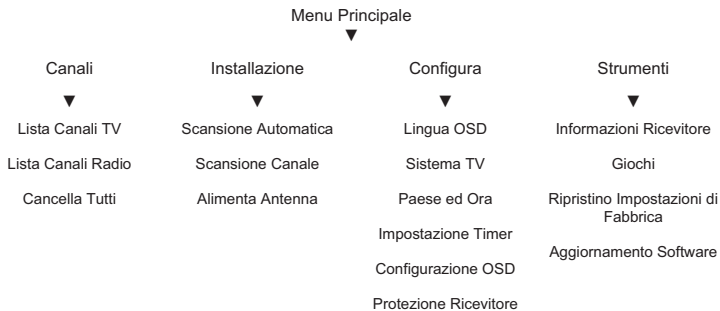 Menu Principale
▼
Canali Installazione Configura Strumenti
▼ ▼ ▼ ▼
Lista Canali TV Scansione Automatica Lingua OSD Informazioni Ricevitore
Lista Canali Radio Scansione Canale Sistema TV Giochi
Cancella Tutti Alimenta Antenna Paese ed Ora Ripristino Impostazioni di
Fabbrica
Impostazione Timer
Aggiornamento Software
Configurazione OSD
Protezione Ricevitore